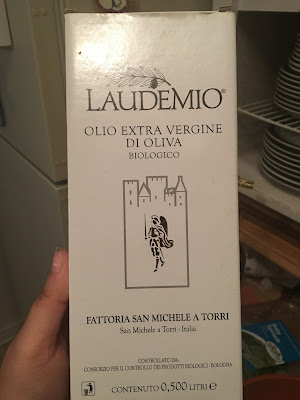 LAUDEMIO®
OLIO EXTRA VERGINE
DI OLIVA
BIOLOGICO
FATTORIA SAN MICHELE A TORRI
San Michele a Torri - Italia
CONTROLLATO DA:
CONSORZIO PER IL CONTROLLO DEI PRODOTTI BIOLOGICI - BOLOGNA
CONTENUTO 0,500 LITRI ℮